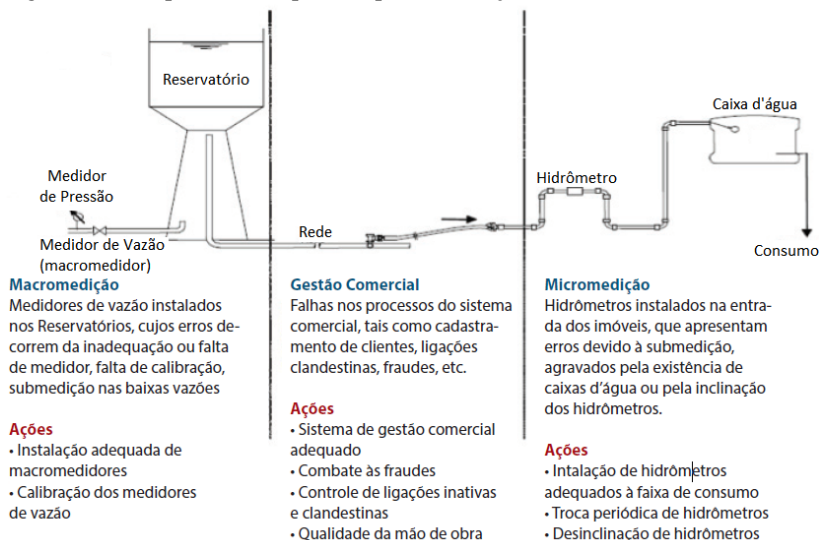 Reservatório
Medidor
de Pressão
Medidor de Vazão
(macromedidor)
Rede
Hidrômetro
Caixa d'água
Consumo
Macromedição
Medidores de vazão instalados
nos Reservatórios, cujos erros de-
correm da inadequação ou falta
de medidor, falta de calibração,
submedição nas baixas vazões
Ações
• Instalação adequada de
macromedidores
• Calibração dos medidores
de vazão
Gestão Comercial
Falhas nos processos do sistema
comercial, tais como cadastra-
mento de clientes, ligações
clandestinas, fraudes, etc.
Ações
• Sistema de gestão comercial
adequado
• Combate às fraudes
• Controle de ligações inativas
e clandestinas
• Qualidade da mão de obra
Micromedição
Hidrômetros instalados na entra-
da dos imóveis, que apresentam
erros devido à submedição,
agravados pela existência de
caixas d'água ou pela inclinação
dos hidrômetros.
Ações
• Intalação de hidrômetros
adequados à faixa de consumo
• Troca periódica de hidrômetros
• Desinclinação de hidrômetros